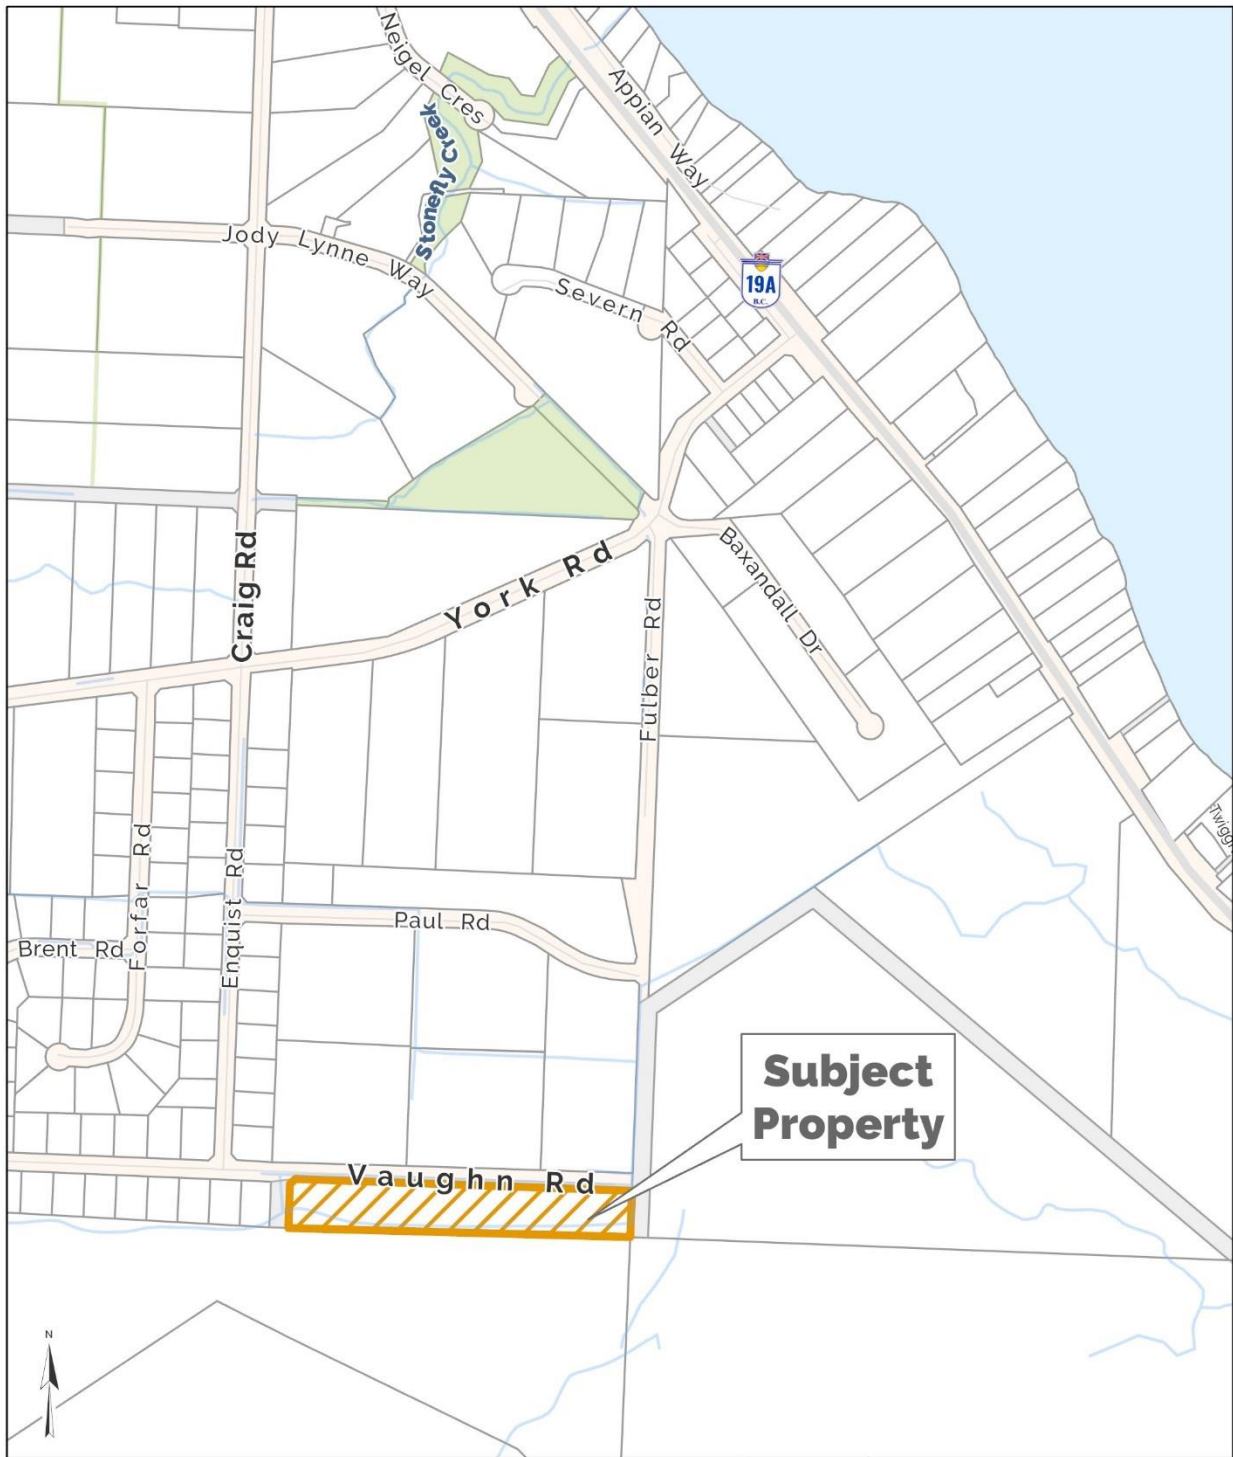 Neigel Cres
Appian Way
Stonefly Creek
Jody Lynne Way
Severn Rd
19A
B.C.
Craig Rd
York Rd
Baxandall Dr
Fulber Rd
Forfar Rd
Enquist Rd
Paul Rd
Brent Rd
Subject
Property
Vaughn Rd
N